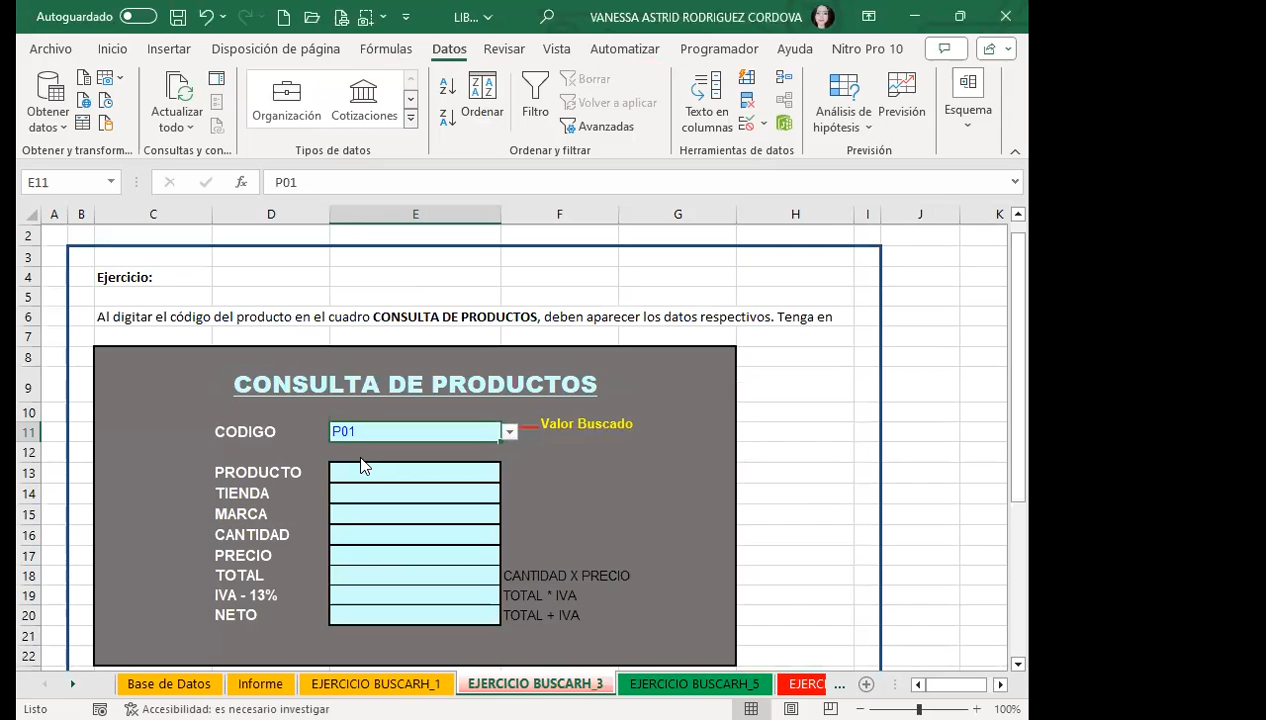 Autoguardado
LIB...
VANESSA ASTRID RODRIGUEZ CORDOVA
Archivo Inicio Insertar Disposición de página Fórmulas Datos Revisar Vista Automatizar Programador Ayuda Nitro Pro 10
Obtener datos
Actualizar todo
Organización
Cotizaciones
Ordenar
Filtro
Borrar
Volver a aplicar
Avanzadas
Texto en columnas
Análisis de hipótesis
Previsión
Esquema
Obtener y transform... Consultas y con... Tipos de datos Ordenar y filtrar Herramientas de datos Previsión
E11 fx P01
A B C D E F G H I J K
2
3
4 Ejercicio:
5
6 Al digitar el código del producto en el cuadro CONSULTA DE PRODUCTOS, deben aparecer los datos respectivos. Tenga en
7
8
9 CONSULTA DE PRODUCTOS
10
11 CODIGO P01 Valor Buscado
12
13 PRODUCTO
14 TIENDA
15 MARCA
16 CANTIDAD
17 PRECIO
18 TOTAL CANTIDAD X PRECIO
19 IVA - 13% TOTAL * IVA
20 NETO TOTAL + IVA
21
22
Base de Datos Informe EJERCICIO BUSCARH_1 EJERCICIO BUSCARH_3 EJERCICIO BUSCARH_5 EJERC ...
Listo Accesibilidad: es necesario investigar 100%